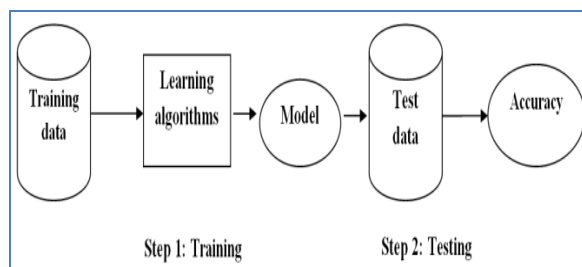 Training
data
Learning
algorithms
Model
Test
data
Accuracy
Step 1: Training
Step 2: Testing